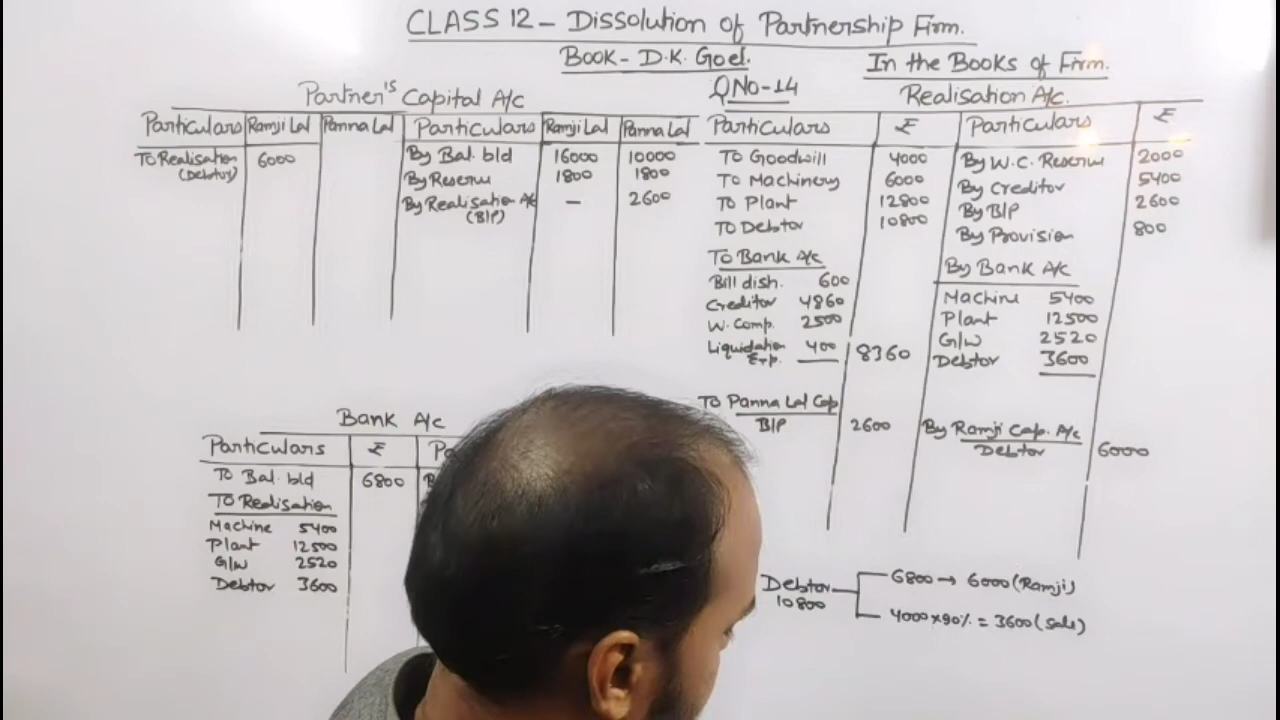 CLASS 12 - Dissolution of Partnership Firm.
BOOK - D.K. Goel.
In the Books of Firm.
QNO-14
Partner's Capital A/c
Particulars Ramji Lal Panna Lal Particulars Ramji Lal Panna Lal
To Realisation 6000 By Bal. b/d 16000 10000
(Debtors) By Reserve 1800 1800
By Realisation A/c - 2600
(B/P)
Realisation A/c.
Particulars ₹ Particulars ₹
To Goodwill 4000 By W.C. Reserve 2000
To Machinery 6000 By Creditor 5400
To Plant 12800 By B/P 2600
To Debtor 10800 By Provision 800
To Bank A/c By Bank A/c
Bill dish. 600 Machine 5400
Creditor 4860 Plant 12500
W. Comp. 2500 G/W 2520
Liquidation 400 8360 Debtor 3600
Exp.
To Panna Lal Cap 2600 By Ramji Cap. A/c 6000
B/P Debtor
Bank A/c
Particulars ₹
To Bal. b/d 6800
To Realisation
Machine 5400
Plant 12500
G/W 2520
Debtor 3600
Debtor 6800 → 6000 (Ramji)
10800 4000 × 90% = 3600 (Sale)